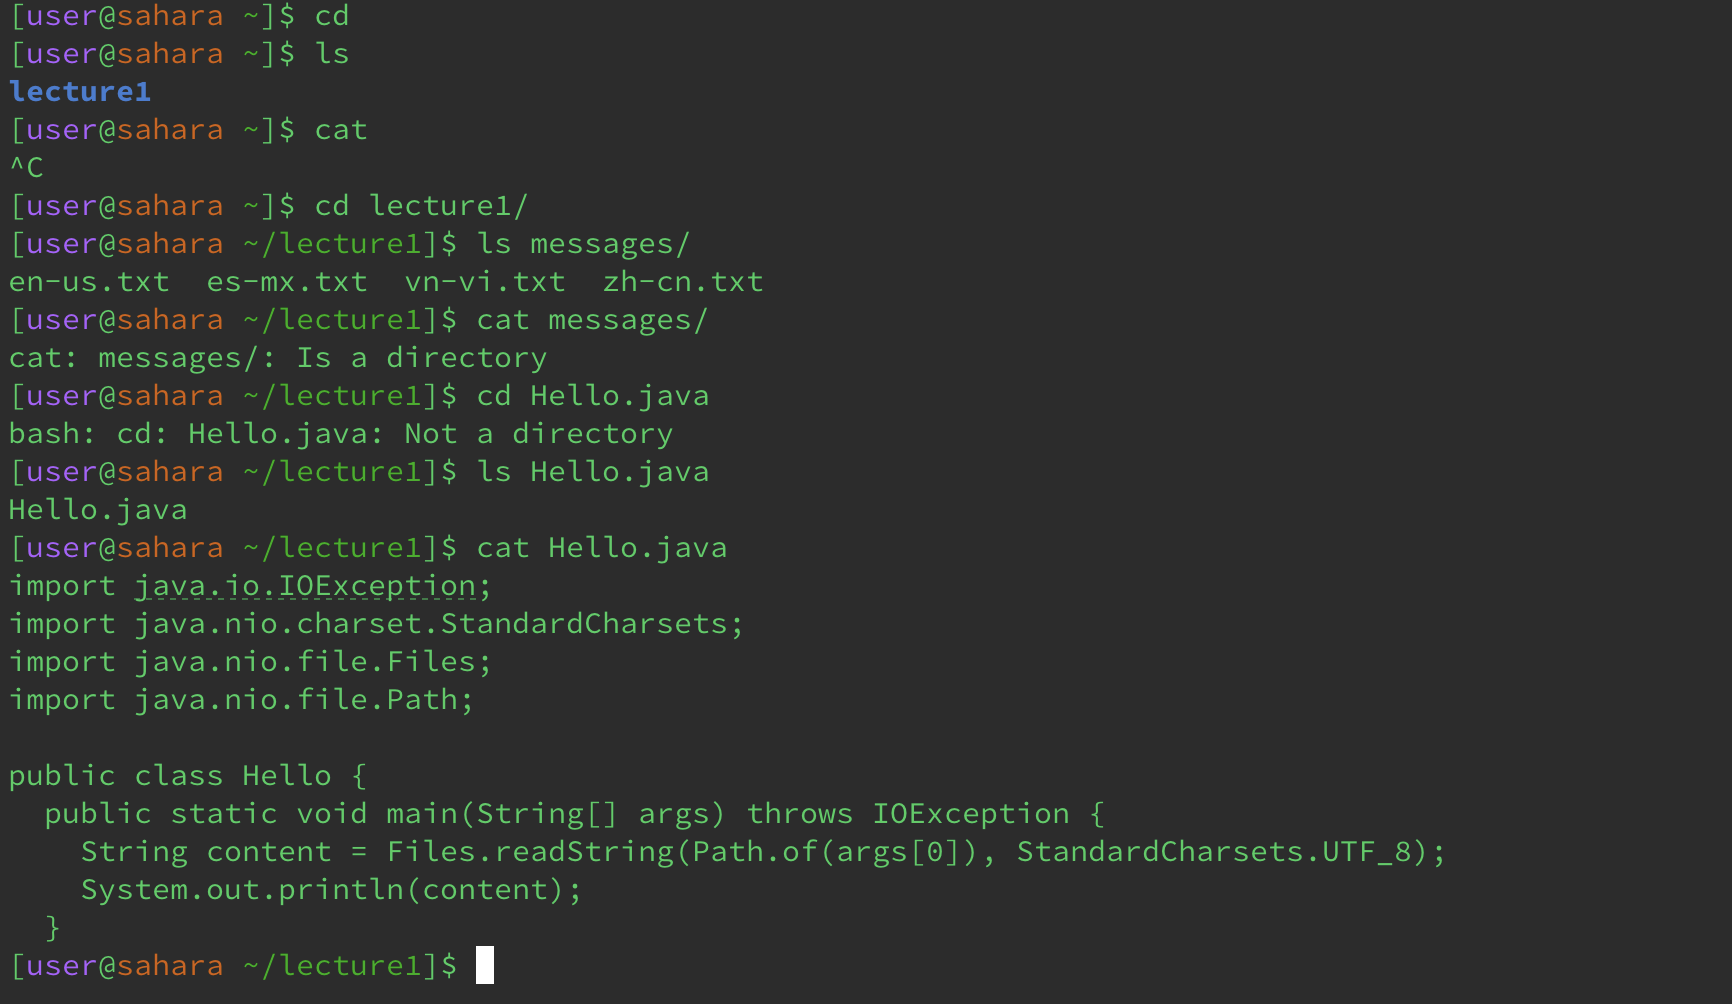 [user@sahara ~]$ cd
[user@sahara ~]$ ls
lecture1
[user@sahara ~]$ cat
^C
[user@sahara ~]$ cd lecture1/
[user@sahara ~/lecture1]$ ls messages/
en-us.txt  es-mx.txt  vn-vi.txt  zh-cn.txt
[user@sahara ~/lecture1]$ cat messages/
cat: messages/: Is a directory
[user@sahara ~/lecture1]$ cd Hello.java
bash: cd: Hello.java: Not a directory
[user@sahara ~/lecture1]$ ls Hello.java
Hello.java
[user@sahara ~/lecture1]$ cat Hello.java
import java.io.IOException;
import java.nio.charset.StandardCharsets;
import java.nio.file.Files;
import java.nio.file.Path;

public class Hello {
  public static void main(String[] args) throws IOException {
    String content = Files.readString(Path.of(args[0]), StandardCharsets.UTF_8);
    System.out.println(content);
  }
[user@sahara ~/lecture1]$